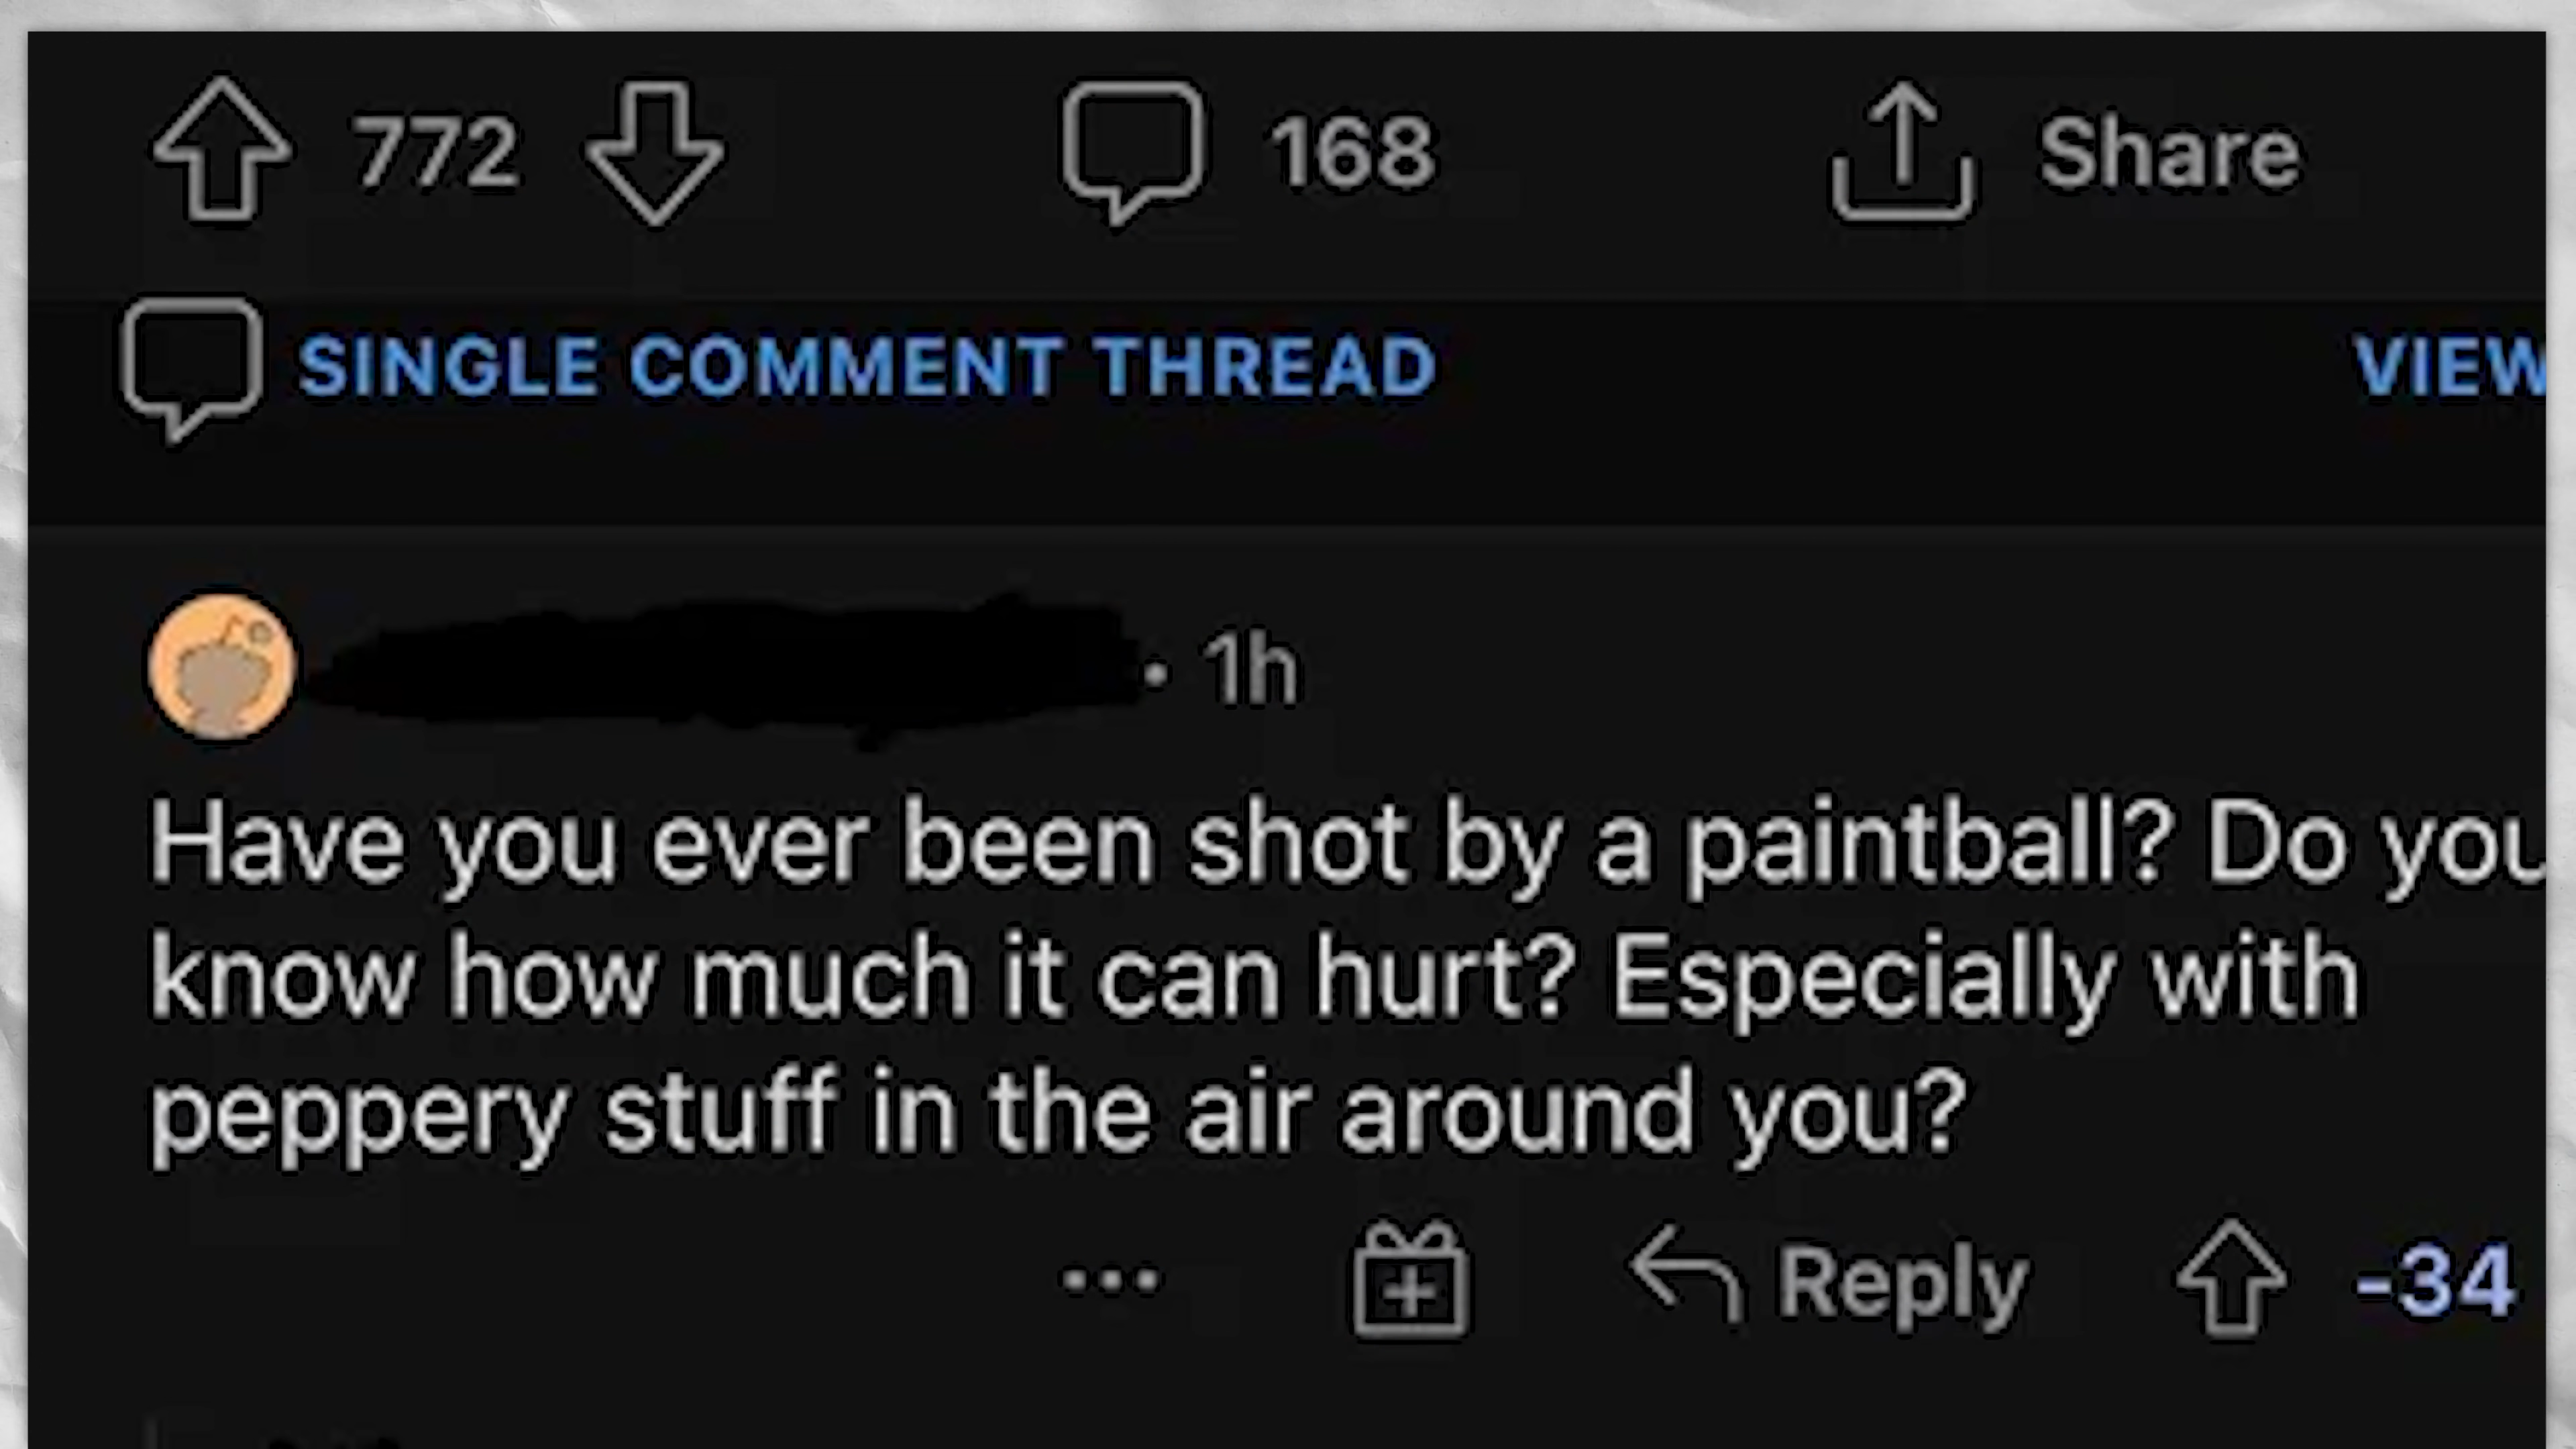 772 168 Share
SINGLE COMMENT THREAD VIEW
• 1h
Have you ever been shot by a paintball? Do you
know how much it can hurt? Especially with
peppery stuff in the air around you?
... Reply -34